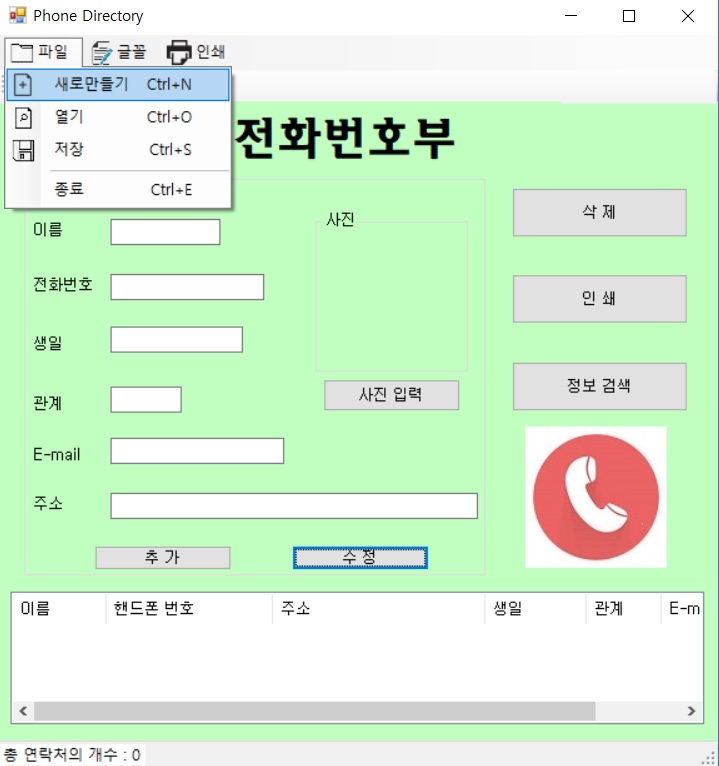 Phone Directory
파일 글꼴 인쇄
새로만들기 Ctrl+N
열기 Ctrl+O
저장 Ctrl+S
종료 Ctrl+E
전화번호부
이름
사진
삭 제
전화번호
인 쇄
생일
사진 입력
정보 검색
관계
E-mail
주소
추 가
수 정
이름 핸드폰 번호 주소 생일 관계 E-m
총 연락처의 개수 : 0